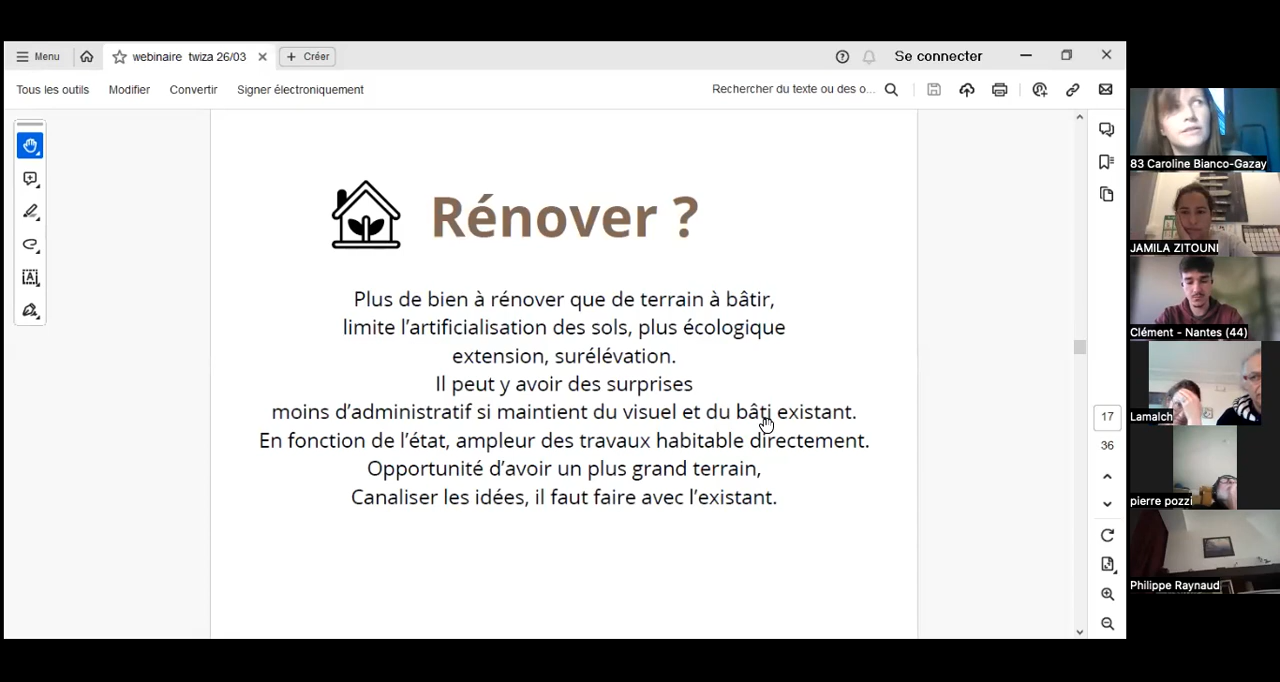 Menu
webinaire twiza 26/03
Créer
Se connecter
Tous les outils
Modifier
Convertir
Signer électroniquement
Rechercher du texte ou des o...
Rénover ?
Plus de bien à rénover que de terrain à bâtir,
limite l’artificialisation des sols, plus écologique
extension, surélévation.
Il peut y avoir des surprises
moins d’administratif si maintient du visuel et du bâti existant.
En fonction de l’état, ampleur des travaux habitable directement.
Opportunité d’avoir un plus grand terrain,
Canaliser les idées, il faut faire avec l’existant.
17
36
83 Caroline Bianco-Gazay
JAMILA ZITOUNI
Clément - Nantes (44)
Lamalch
pierre pozzi
Philippe Raynaud